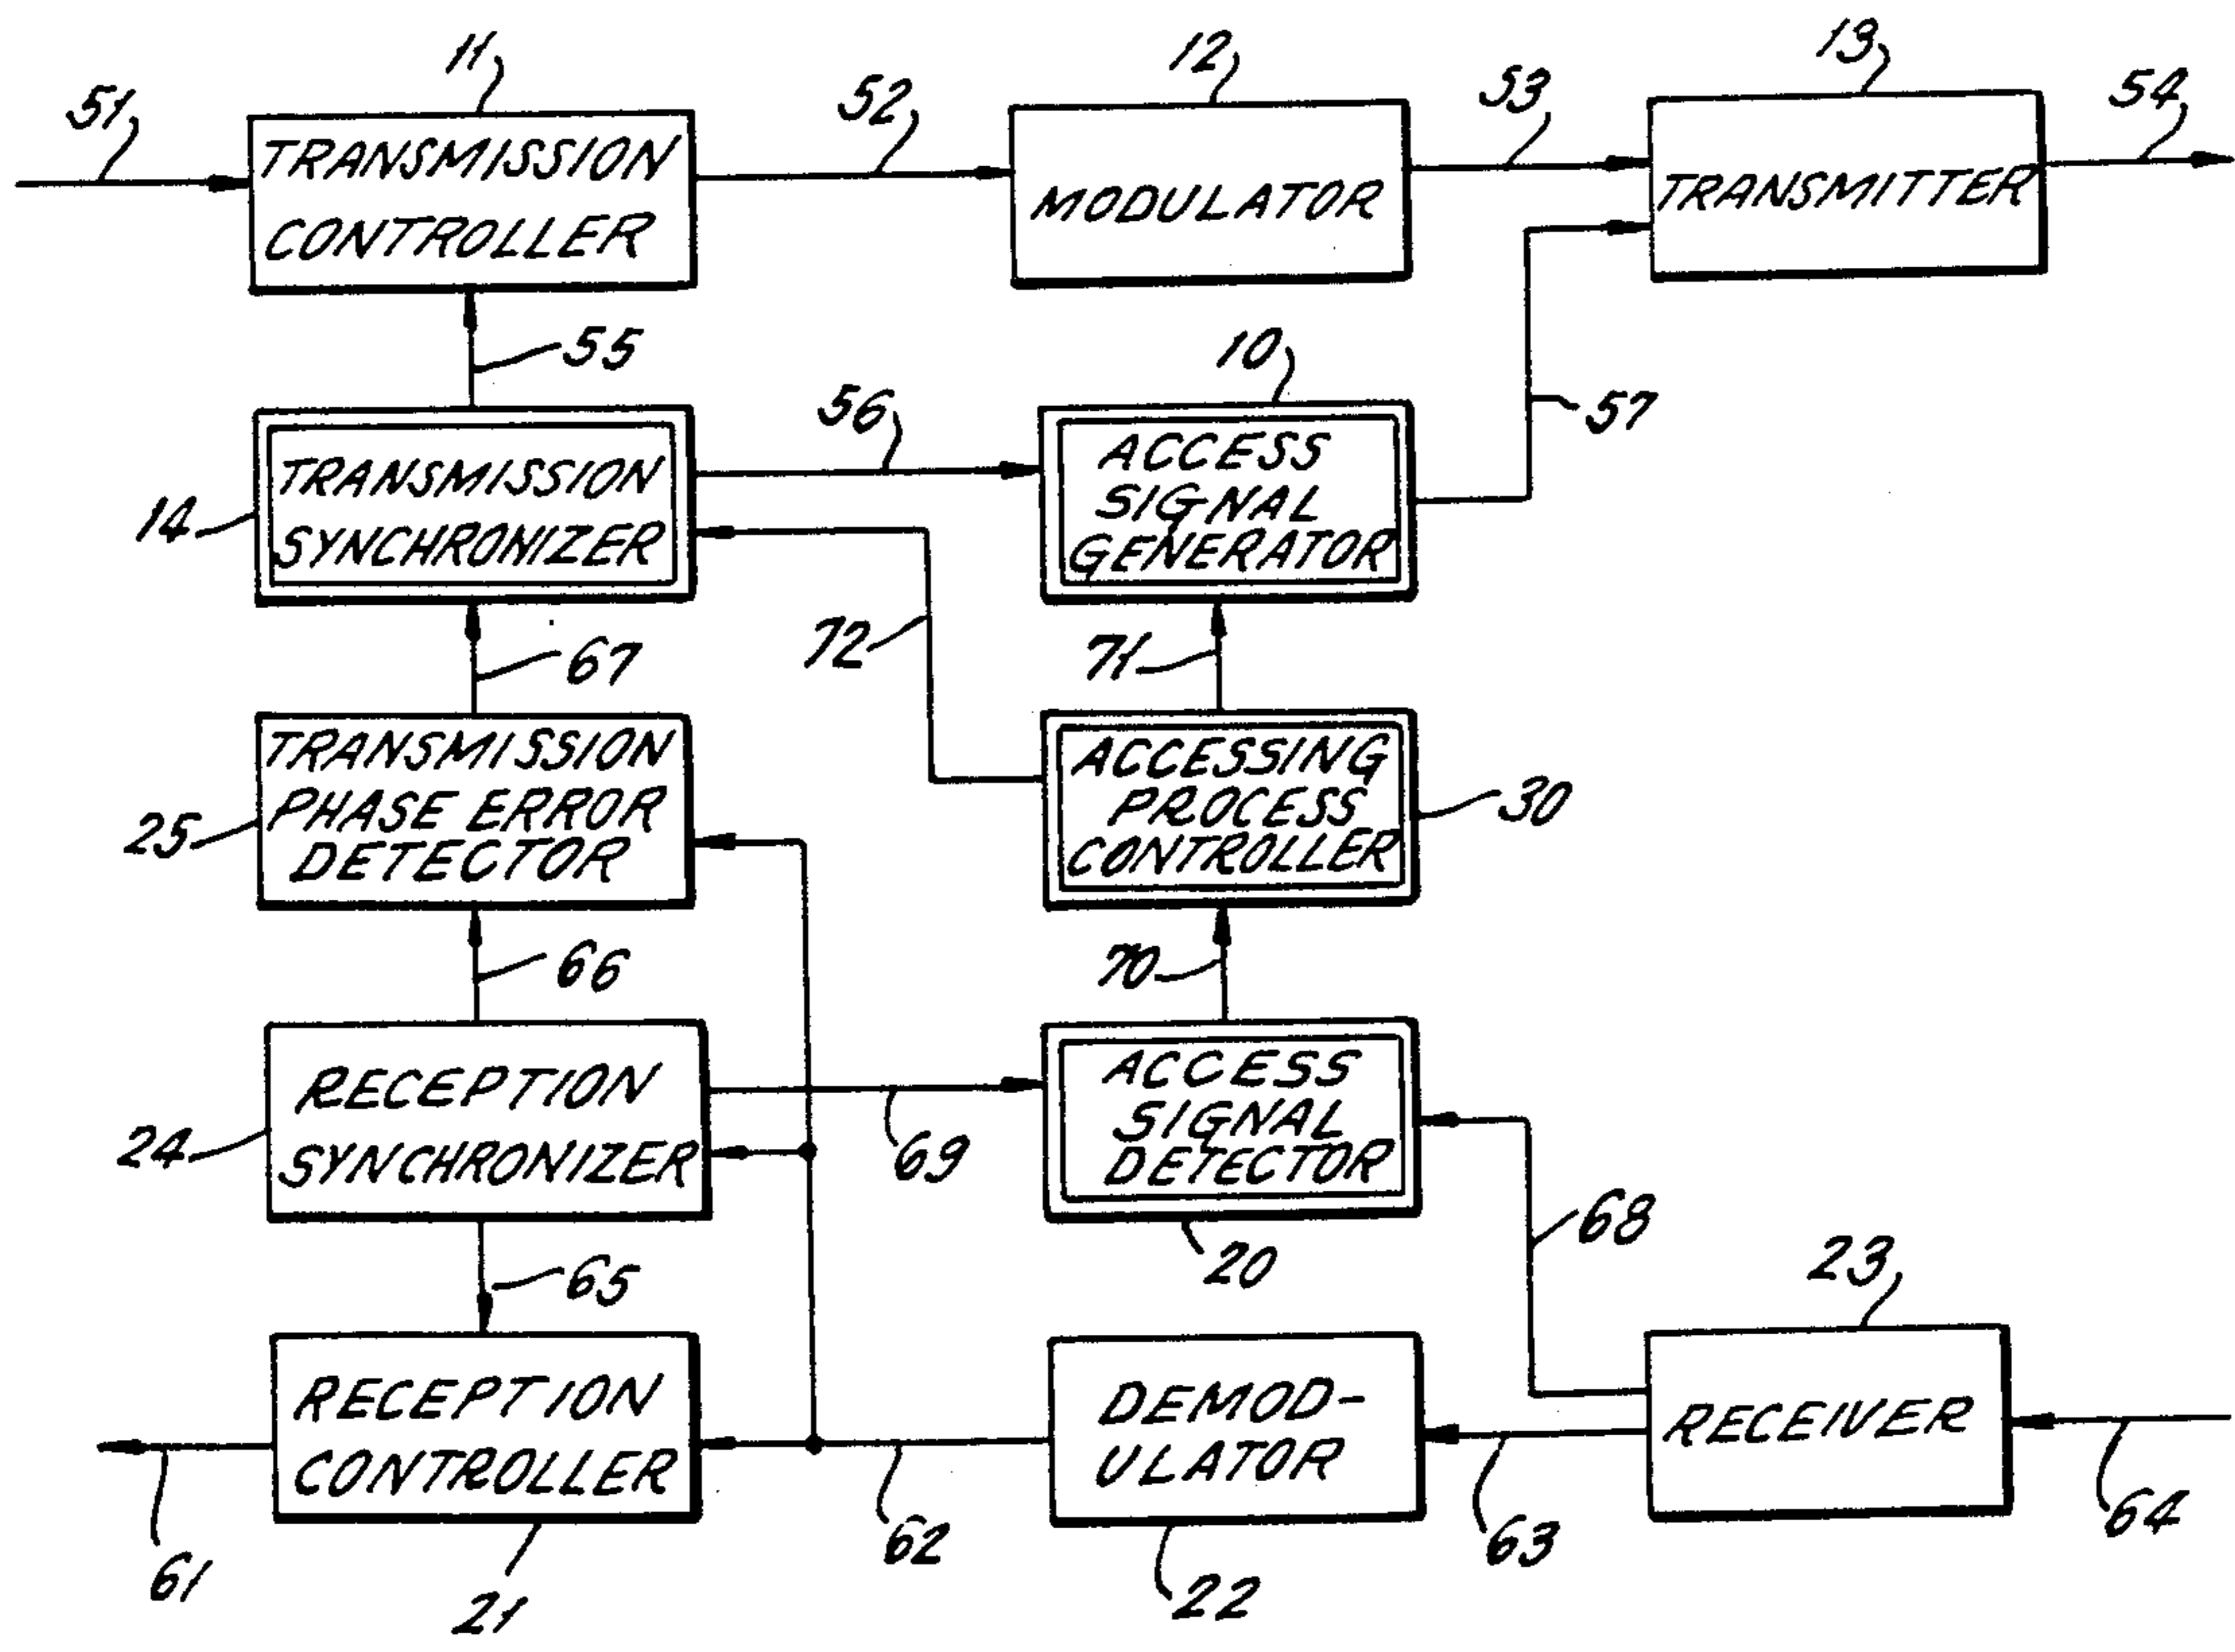 11
12
13
51
52
53
54
TRANSMISSION
CONTROLLER
MODULATOR
TRANSMITTER
55
10
56
57
14
TRANSMISSION
SYNCHRONIZER
ACCESS
SIGNAL
GENERATOR
67
72
71
25
TRANSMISSION
PHASE ERROR
DETECTOR
ACCESSING
PROCESS
CONTROLLER
30
66
70
24
RECEPTION
SYNCHRONIZER
69
ACCESS
SIGNAL
DETECTOR
68
65
20
23
RECEPTION
CONTROLLER
DEMOD-
ULATOR
RECEIVER
61
21
62
22
63
64